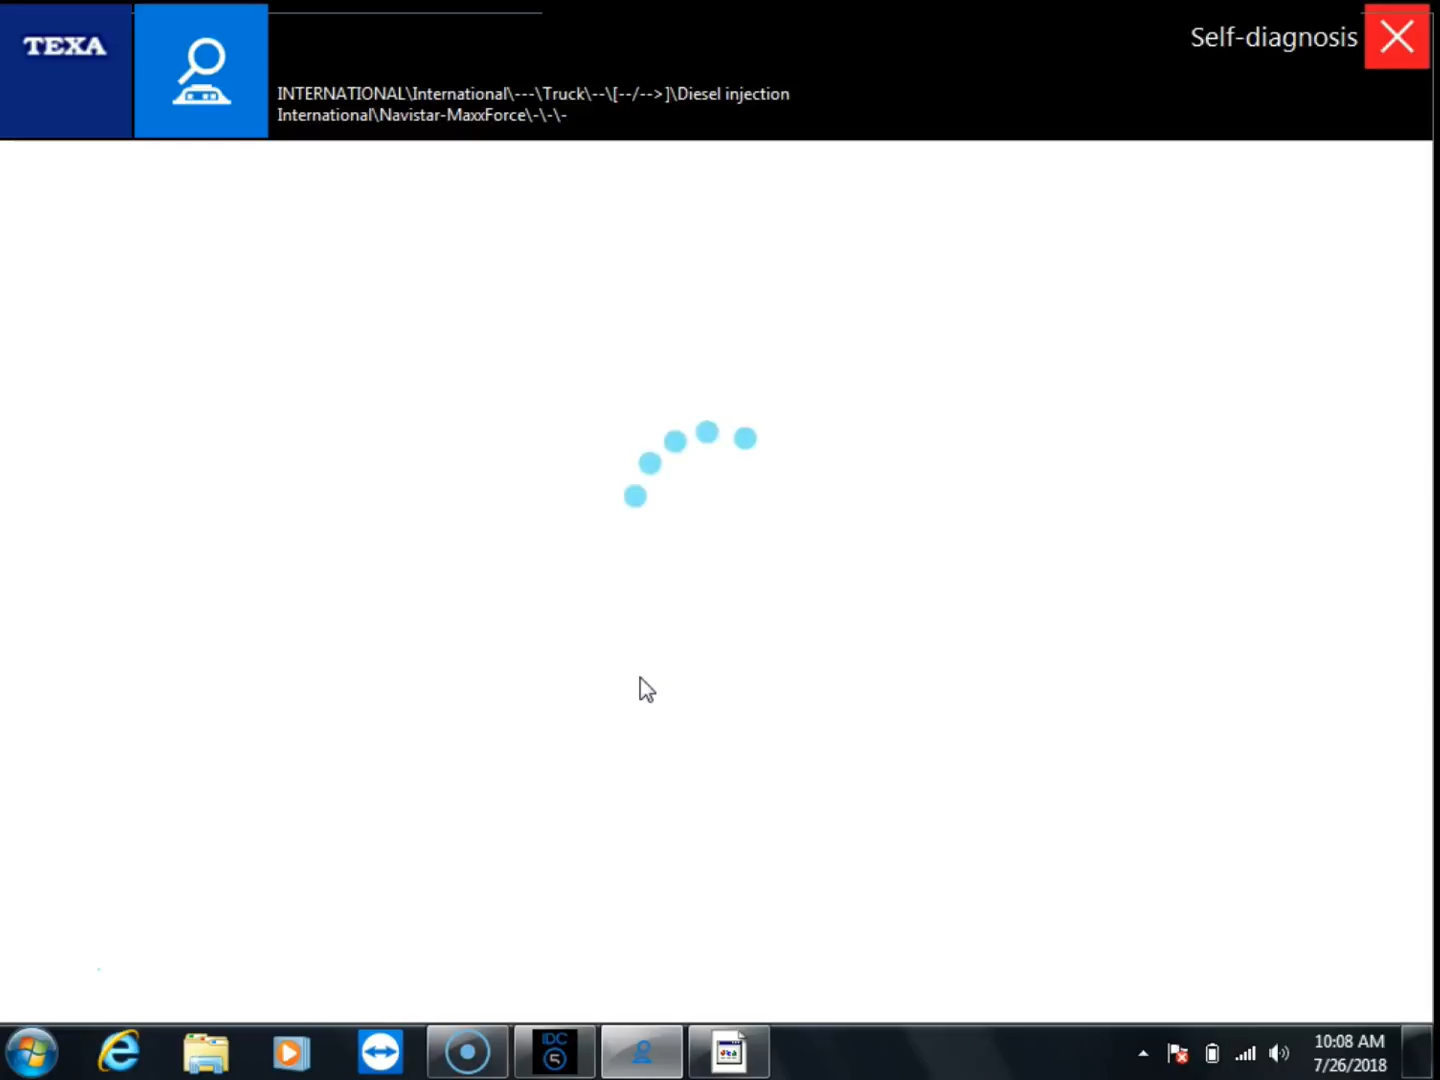 TEXA
Self-diagnosis
INTERNATIONAL\International\---\Truck\--\[--/-->]\Diesel injection
International\Navistar-MaxxForce\-\-\-
IDC
5
10:08 AM
7/26/2018